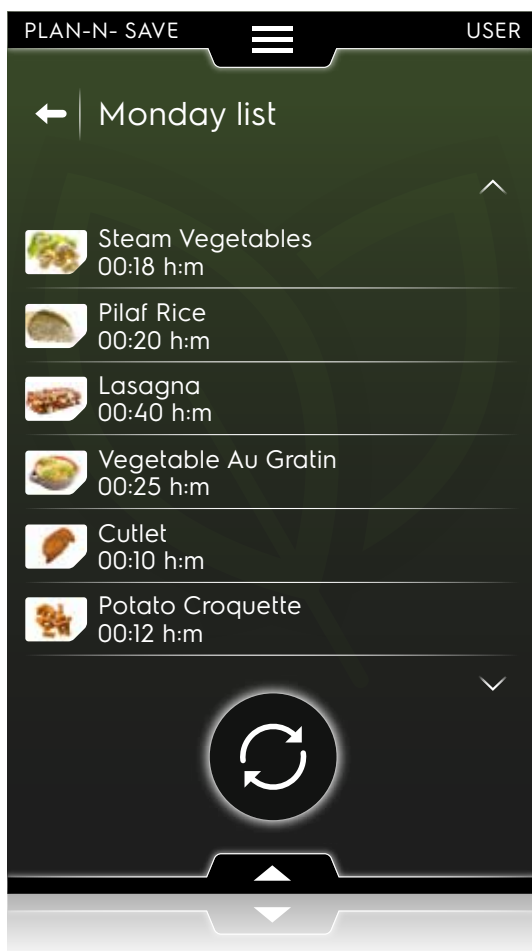 PLAN-N- SAVE
USER
Monday list
Steam Vegetables
00:18 h:m
Pilaf Rice
00:20 h:m
Lasagna
00:40 h:m
Vegetable Au Gratin
00:25 h:m
Cutlet
00:10 h:m
Potato Croquette
00:12 h:m